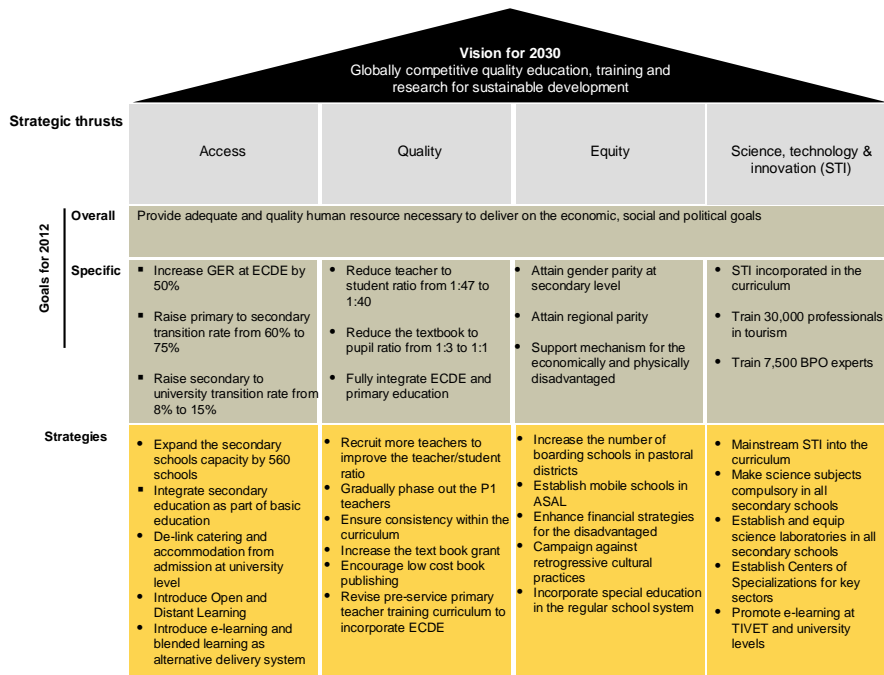 Vision for 2030
Globally competitive quality education, training and
research for sustainable development
Strategic thrusts
Access
Quality
Equity
Science, technology &
innovation (STI)
Goals for 2012
Overall
Provide adequate and quality human resource necessary to deliver on the economic, social and political goals
Specific
▪ Increase GER at ECDE by
50%
▪ Raise primary to secondary
transition rate from 60% to
75%
▪ Raise secondary to
university transition rate from
8% to 15%
• Reduce teacher to
student ratio from 1:47 to
1:40
• Reduce the textbook to
pupil ratio from 1:3 to 1:1
• Fully integrate ECDE and
primary education
• Attain gender parity at
secondary level
• Attain regional parity
• Support mechanism for the
economically and physically
disadvantaged
• STI incorporated in the
curriculum
• Train 30,000 professionals
in tourism
• Train 7,500 BPO experts
Strategies
• Expand the secondary
schools capacity by 560
schools
▪ Integrate secondary
education as part of basic
education
• De-link catering and
accommodation from
admission at university
level
• Introduce Open and
Distant Learning
• Introduce e-learning and
blended learning as
alternative delivery system
• Recruit more teachers to
improve the teacher/student
ratio
• Gradually phase out the P1
teachers
• Ensure consistency within the
curriculum
• Increase the text book grant
• Encourage low cost book
publishing
• Revise pre-service primary
teacher training curriculum to
incorporate ECDE
• Increase the number of
boarding schools in pastoral
districts
• Establish mobile schools in
ASAL
• Enhance financial strategies
for the disadvantaged
• Campaign against
retrogressive cultural
practices
• Incorporate special education
in the regular school system
• Mainstream STI into the
curriculum
• Make science subjects
compulsory in all
secondary schools
• Establish and equip
science laboratories in all
secondary schools
• Establish Centers of
Specializations for key
sectors
• Promote e-learning at
TIVET and university
levels